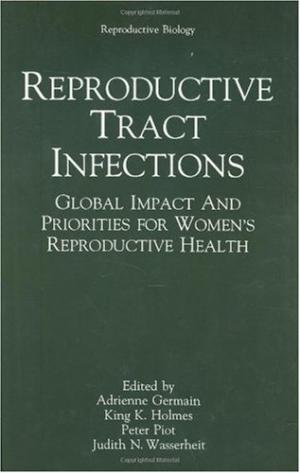 Reproductive Biology
REPRODUCTIVE
TRACT
INFECTIONS
GLOBAL IMPACT AND
PRIORITIES FOR WOMEN'S
REPRODUCTIVE HEALTH
Edited by
Adrienne Germain
King K. Holmes
Peter Piot
Judith N. Wasserheit